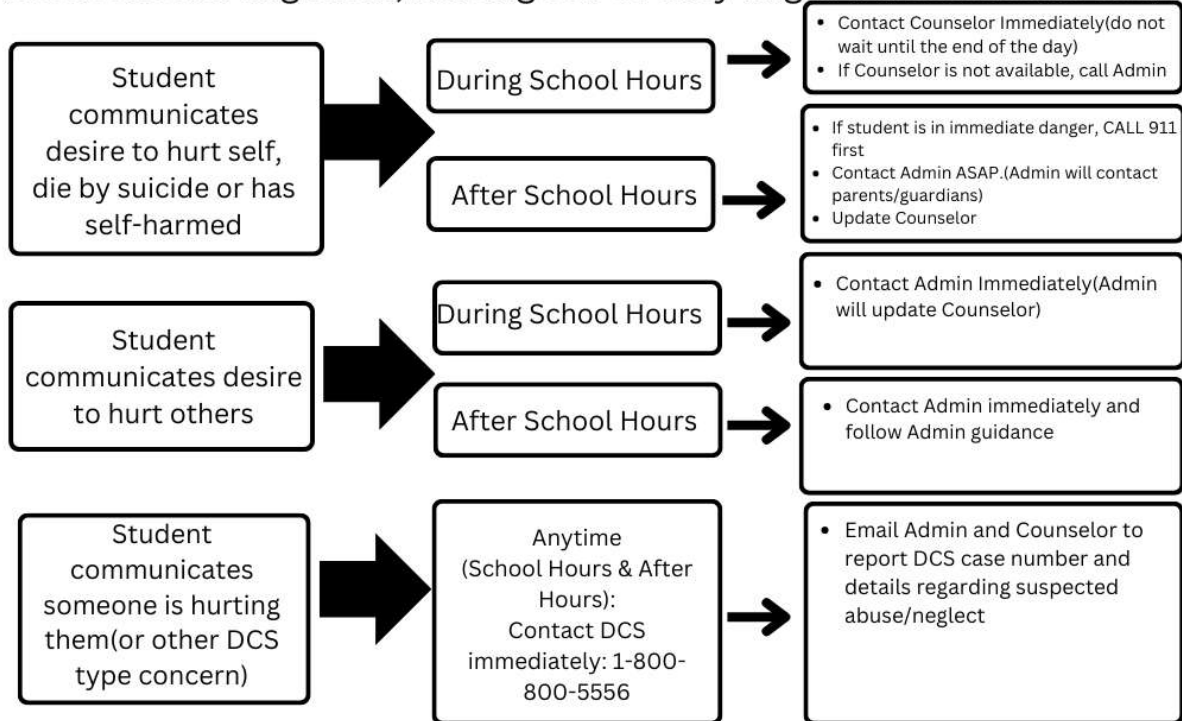 Student
communicates
desire to hurt self,
die by suicide or has
self-harmed
During School Hours
• Contact Counselor Immediately(do not
wait until the end of the day)
• If Counselor is not available, call Admin
After School Hours
• If student is in immediate danger, CALL 911
first
• Contact Admin ASAP.(Admin will contact
parents/guardians)
• Update Counselor
Student
communicates desire
to hurt others
During School Hours
• Contact Admin Immediately(Admin
will update Counselor)
After School Hours
• Contact Admin immediately and
follow Admin guidance
Student
communicates
someone is hurting
them(or other DCS
type concern)
Anytime
(School Hours & After
Hours):
Contact DCS
immediately: 1-800-
800-5556
• Email Admin and Counselor to
report DCS case number and
details regarding suspected
abuse/neglect